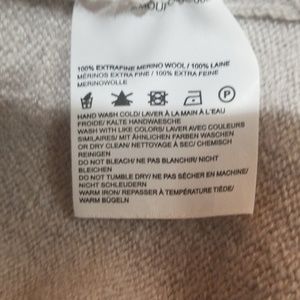 100% EXTRAFINE MERINO WOOL/ 100% LAINE
MÉRINOS EXTRA FINE / 100% EXTRA FEINE
MERINOWOLLE
P
HAND WASH COLD/ LAVER À LA MAIN À L'EAU
FROIDE/ KALTE HANDWAESCHE
WASH WITH LIKE COLORS/ LAVER AVEC COULEURS
SIMILAIRES/ MIT ÄHNLICHEN FARBEN WASCHEN
OR DRY CLEAN/ NETTOYAGE À SEC/ CHEMISCH
REINIGEN
DO NOT BLEACH/ NE PAS BLANCHIR/ NICHT
BLEICHEN
DO NOT TUMBLE DRY/ NE PAS SÉCHER EN MACHINE/
NICHT SCHLEUDERN
WARM IRON/ REPASSER À TEMPÉRATURE TIÈDE/
WARM BÜGELN